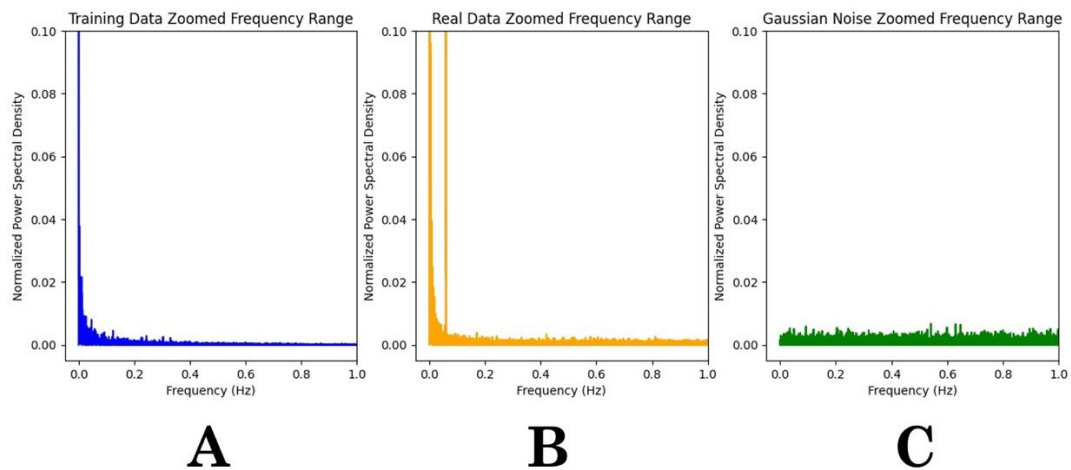 Training Data Zoomed Frequency Range
Normalized Power Spectral Density
0.10
0.08
0.06
0.04
0.02
0.00
0.0 0.2 0.4 0.6 0.8 1.0
Frequency (Hz)
A
Real Data Zoomed Frequency Range
Normalized Power Spectral Density
0.10
0.08
0.06
0.04
0.02
0.00
0.0 0.2 0.4 0.6 0.8 1.0
Frequency (Hz)
B
Gaussian Noise Zoomed Frequency Range
Normalized Power Spectral Density
0.10
0.08
0.06
0.04
0.02
0.00
0.0 0.2 0.4 0.6 0.8 1.0
Frequency (Hz)
C